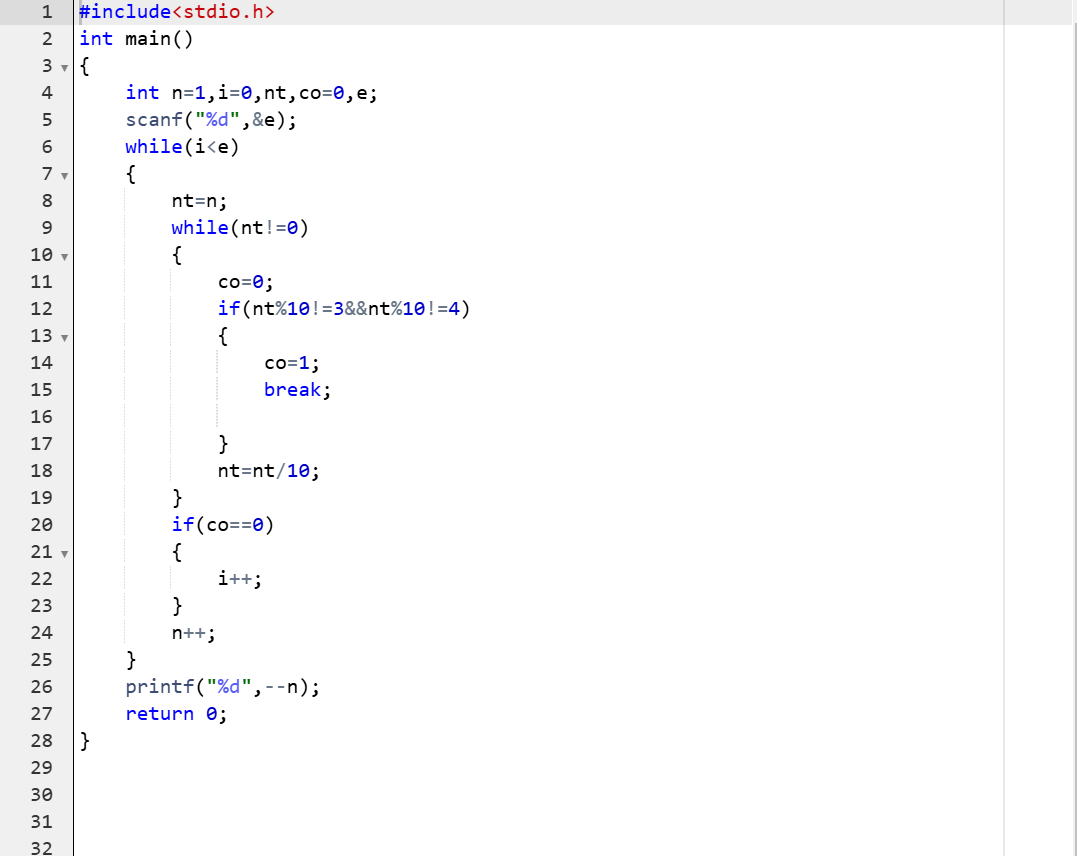 1 #include<stdio.h>
2 int main()
3 {
4 int n=1,i=0,nt,co=0,e;
5 scanf("%d",&e);
6 while(i<e)
7 {
8 nt=n;
9 while(nt!=0)
10 {
11 co=0;
12 if(nt%10!=3&&nt%10!=4)
13 {
14 co=1;
15 break;
16
17 }
18 nt=nt/10;
19 }
20 if(co==0)
21 {
22 i++;
23 }
24 n++;
25 }
26 printf("%d",--n);
27 return 0;
28 }
29
30
31
32